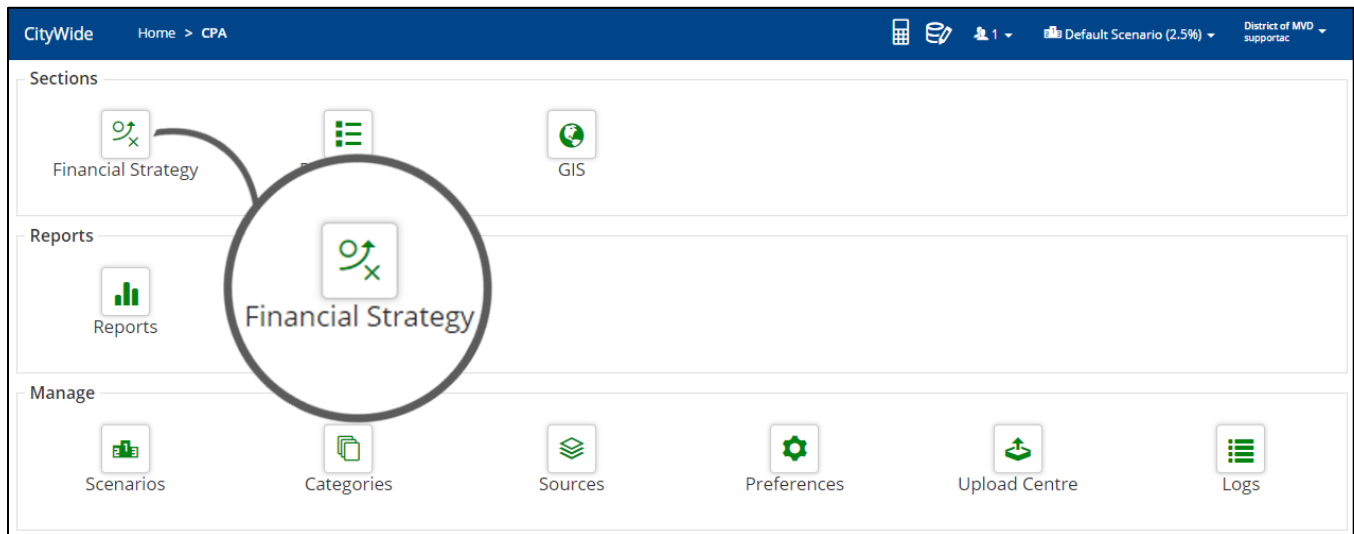 CityWide Home > CPA 1 Default Scenario (2.5%) District of MVD
supportac
Sections
Financial Strategy GIS
Reports
Financial Strategy
Reports
Manage
Scenarios Categories Sources Preferences Upload Centre Logs